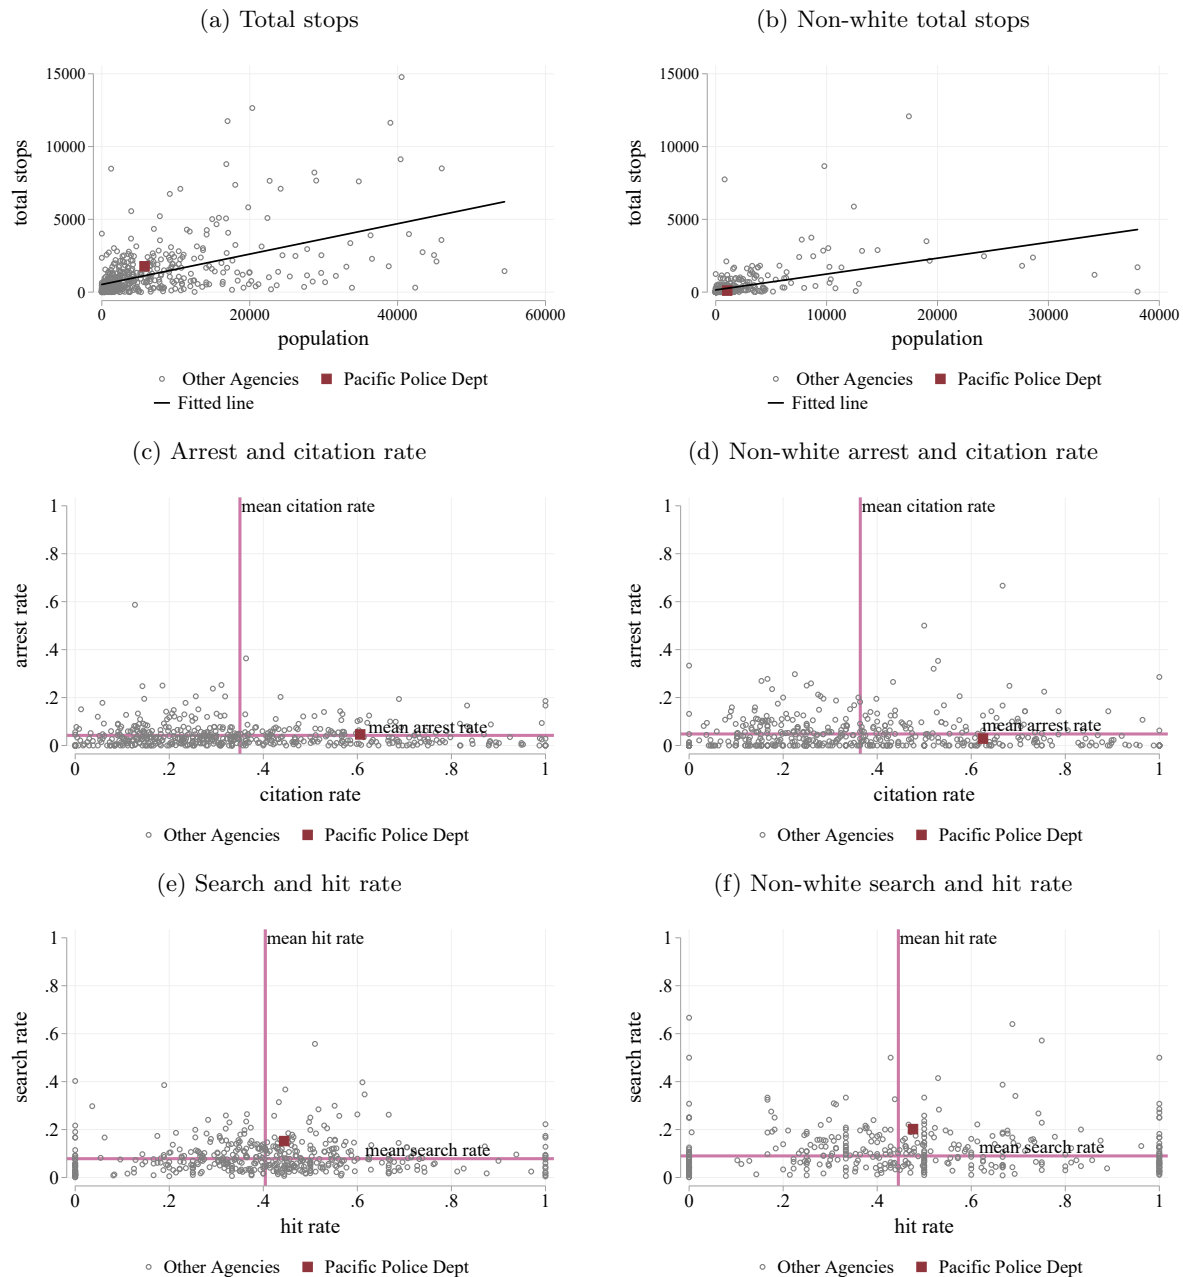 (a) Total stops
(b) Non-white total stops
total stops
15000
10000
5000
0
0 20000 40000 60000
population
Other Agencies Pacific Police Dept
Fitted line
total stops
15000
10000
5000
0
0 10000 20000 30000 40000
population
Other Agencies Pacific Police Dept
Fitted line
(c) Arrest and citation rate
(d) Non-white arrest and citation rate
arrest rate
1
.8
.6
.4
.2
0
mean citation rate
mean arrest rate
0 .2 .4 .6 .8 1
citation rate
Other Agencies Pacific Police Dept
arrest rate
1
.8
.6
.4
.2
0
mean citation rate
mean arrest rate
0 .2 .4 .6 .8 1
citation rate
Other Agencies Pacific Police Dept
(e) Search and hit rate
(f) Non-white search and hit rate
search rate
1
.8
.6
.4
.2
0
mean hit rate
mean search rate
0 .2 .4 .6 .8 1
hit rate
Other Agencies Pacific Police Dept
search rate
1
.8
.6
.4
.2
0
mean hit rate
mean search rate
0 .2 .4 .6 .8 1
hit rate
Other Agencies Pacific Police Dept